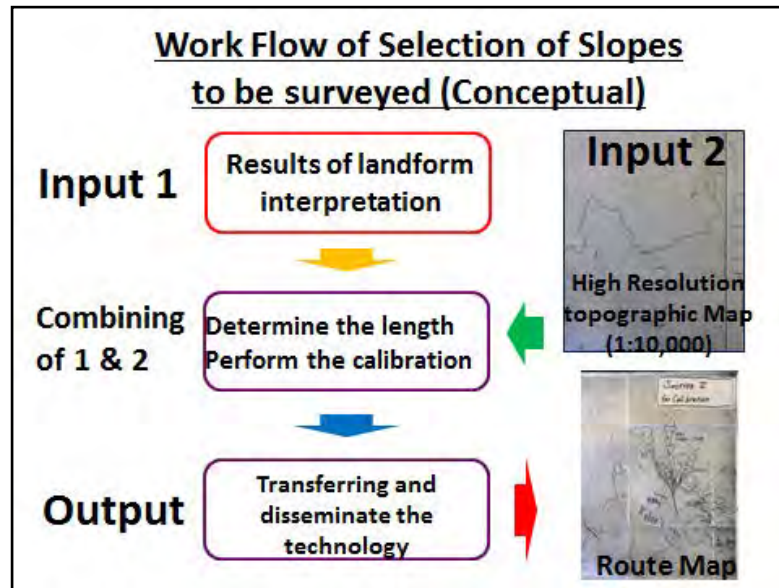 Work Flow of Selection of Slopes
to be surveyed (Conceptual)
Input 1
Results of landform
interpretation
Input 2
High Resolution
topographic Map
(1:10,000)
Combining
of 1 & 2
Determine the length
Perform the calibration
Output
Transferring and
disseminate the
technology
for Calibration
Route Map